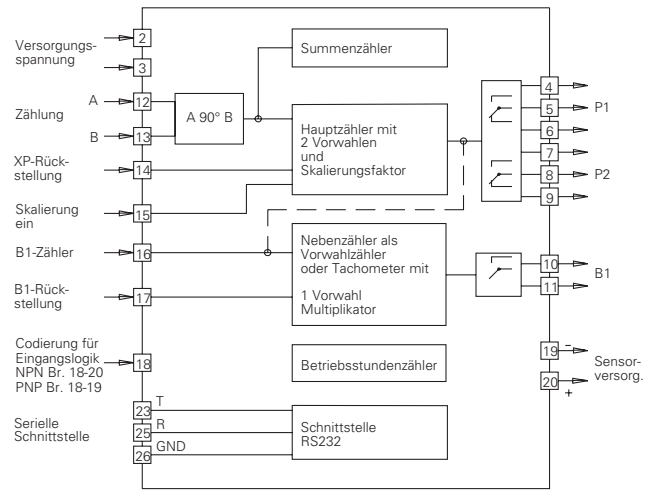 Versorgungs-
spannung
2
3
Summenzähler
Zählung
A
12
B
13
A 90° B
Hauptzähler mit
2 Vorwahlen
und
Skalierungsfaktor
4
5
6
P1
7
8
9
P2
XP-Rück-
stellung
14
Skalierung
ein
15
B1-Zähler
16
Nebenzähler als
Vorwahlzähler
oder Tachometer mit
1 Vorwahl
Multiplikator
10
11
B1
B1-Rück-
stellung
17
Codierung für
Eingangslogik
NPN Br. 18-20
PNP Br. 18-19
18
Betriebsstundenzähler
19
-
20
+
Sensor-
versorg.
Serielle
Schnittstelle
23
T
25
R
26
GND
Schnittstelle
RS232